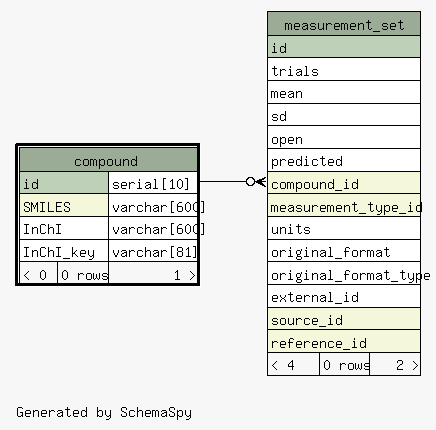 measurement_set
id
trials
mean
sd
open
predicted
compound_id
measurement_type_id
units
original_format
original_format_type
external_id
source_id
reference_id
< 4 0 rows 2 >
compound
id serial[10]
SMILES varchar[600]
InChI varchar[600]
InChI_key varchar[81]
< 0 0 rows 1 >
Generated by SchemaSpy